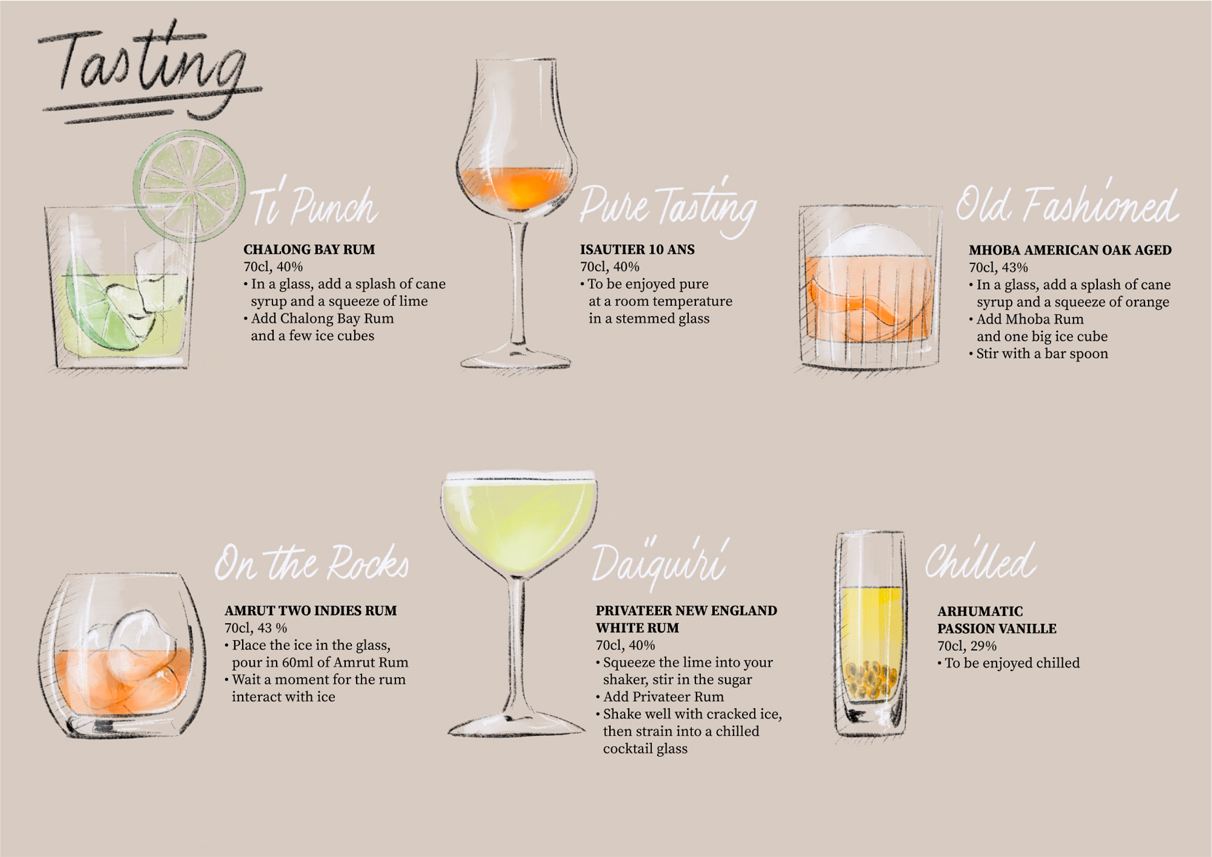 Tasting
Ti Punch
CHALONG BAY RUM
70cl, 40%
• In a glass, add a splash of cane
syrup and a squeeze of lime
• Add Chalong Bay Rum
and a few ice cubes
Pure Tasting
ISAUTIER 10 ANS
70cl, 40%
• To be enjoyed pure
at a room temperature
in a stemmed glass
Old Fashioned
MHOBA AMERICAN OAK AGED
70cl, 43%
• In a glass, add a splash of cane
syrup and a squeeze of orange
• Add Mhoba Rum
and one big ice cube
• Stir with a bar spoon
On the Rocks
AMRUT TWO INDIES RUM
70cl, 43 %
• Place the ice in the glass,
pour in 60ml of Amrut Rum
• Wait a moment for the rum
interact with ice
Daïquiri
PRIVATEER NEW ENGLAND
WHITE RUM
70cl, 40%
• Squeeze the lime into your
shaker, stir in the sugar
• Add Privateer Rum
• Shake well with cracked ice,
then strain into a chilled
cocktail glass
Chilled
ARHUMATIC
PASSION VANILLE
70cl, 29%
• To be enjoyed chilled